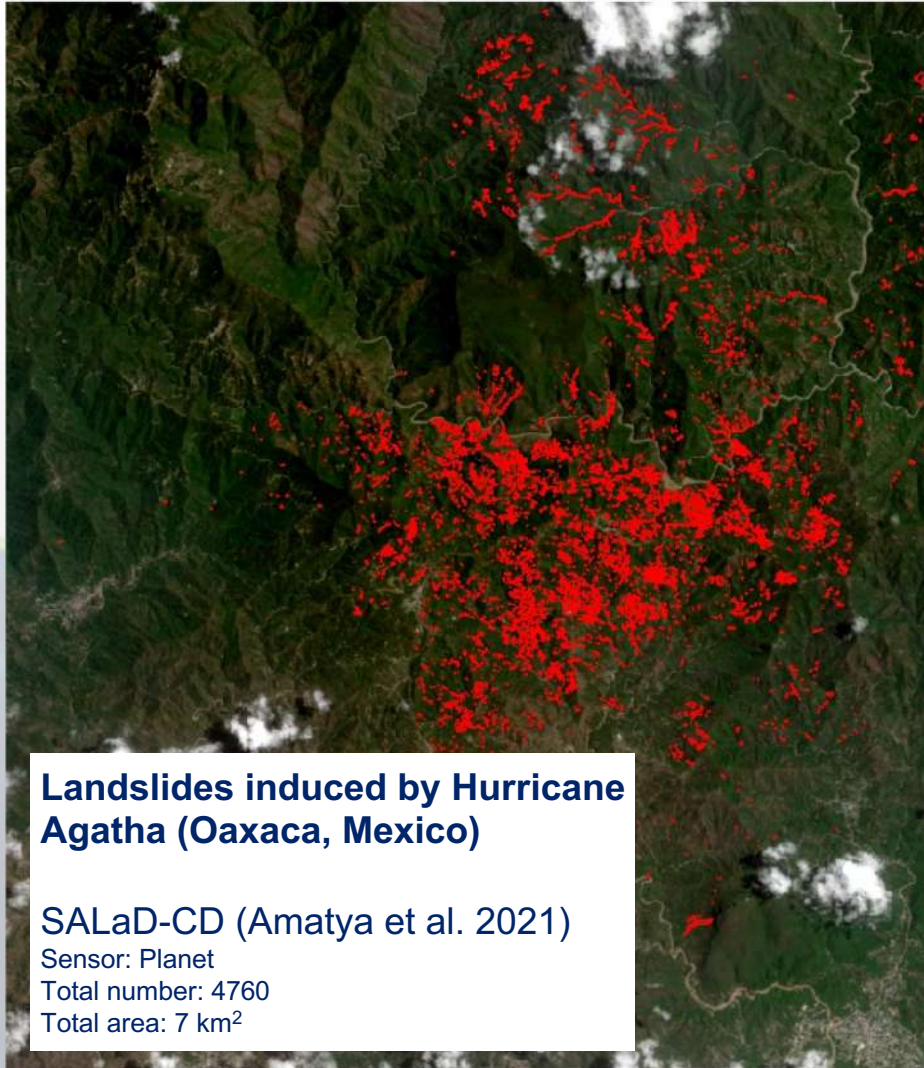 Landslides induced by Hurricane
Agatha (Oaxaca, Mexico)
SALaD-CD (Amatya et al. 2021)
Sensor: Planet
Total number: 4760
Total area: 7 km²